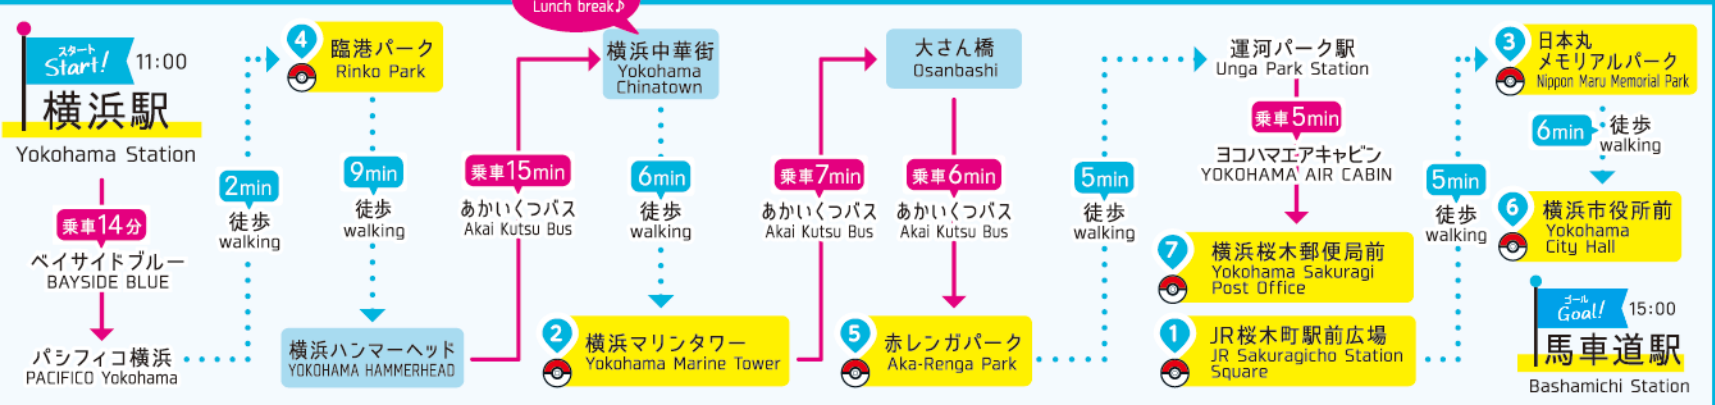 Lunch break♪
スタート
Start!
11:00
横浜駅
Yokohama Station
乗車14分
ベイサイドブルー
BAYSIDE BLUE
パシフィコ横浜
PACIFICO Yokohama
2min
徒歩
walking
4
臨港パーク
Rinko Park
9min
徒歩
walking
横浜ハンマーヘッド
YOKOHAMA HAMMERHEAD
乗車15min
あかいくつバス
Akai Kutsu Bus
横浜中華街
Yokohama
Chinatown
6min
徒歩
walking
2
横浜マリンタワー
Yokohama Marine Tower
乗車7min
あかいくつバス
Akai Kutsu Bus
大さん橋
Osanbashi
乗車6min
あかいくつバス
Akai Kutsu Bus
5
赤レンガパーク
Aka-Renga Park
5min
徒歩
walking
運河パーク駅
Unga Park Station
乗車5min
ヨコハマエアキャビン
YOKOHAMA AIR CABIN
7
横浜桜木郵便局前
Yokohama Sakuragi
Post Office
1
JR桜木町駅前広場
JR Sakuragicho Station
Square
5min
徒歩
walking
3
日本丸
メモリアルパーク
Nippon Maru Memorial Park
6min
徒歩
walking
6
横浜市役所前
Yokohama
City Hall
ゴール
Goal!
15:00
馬車道駅
Bashamichi Station